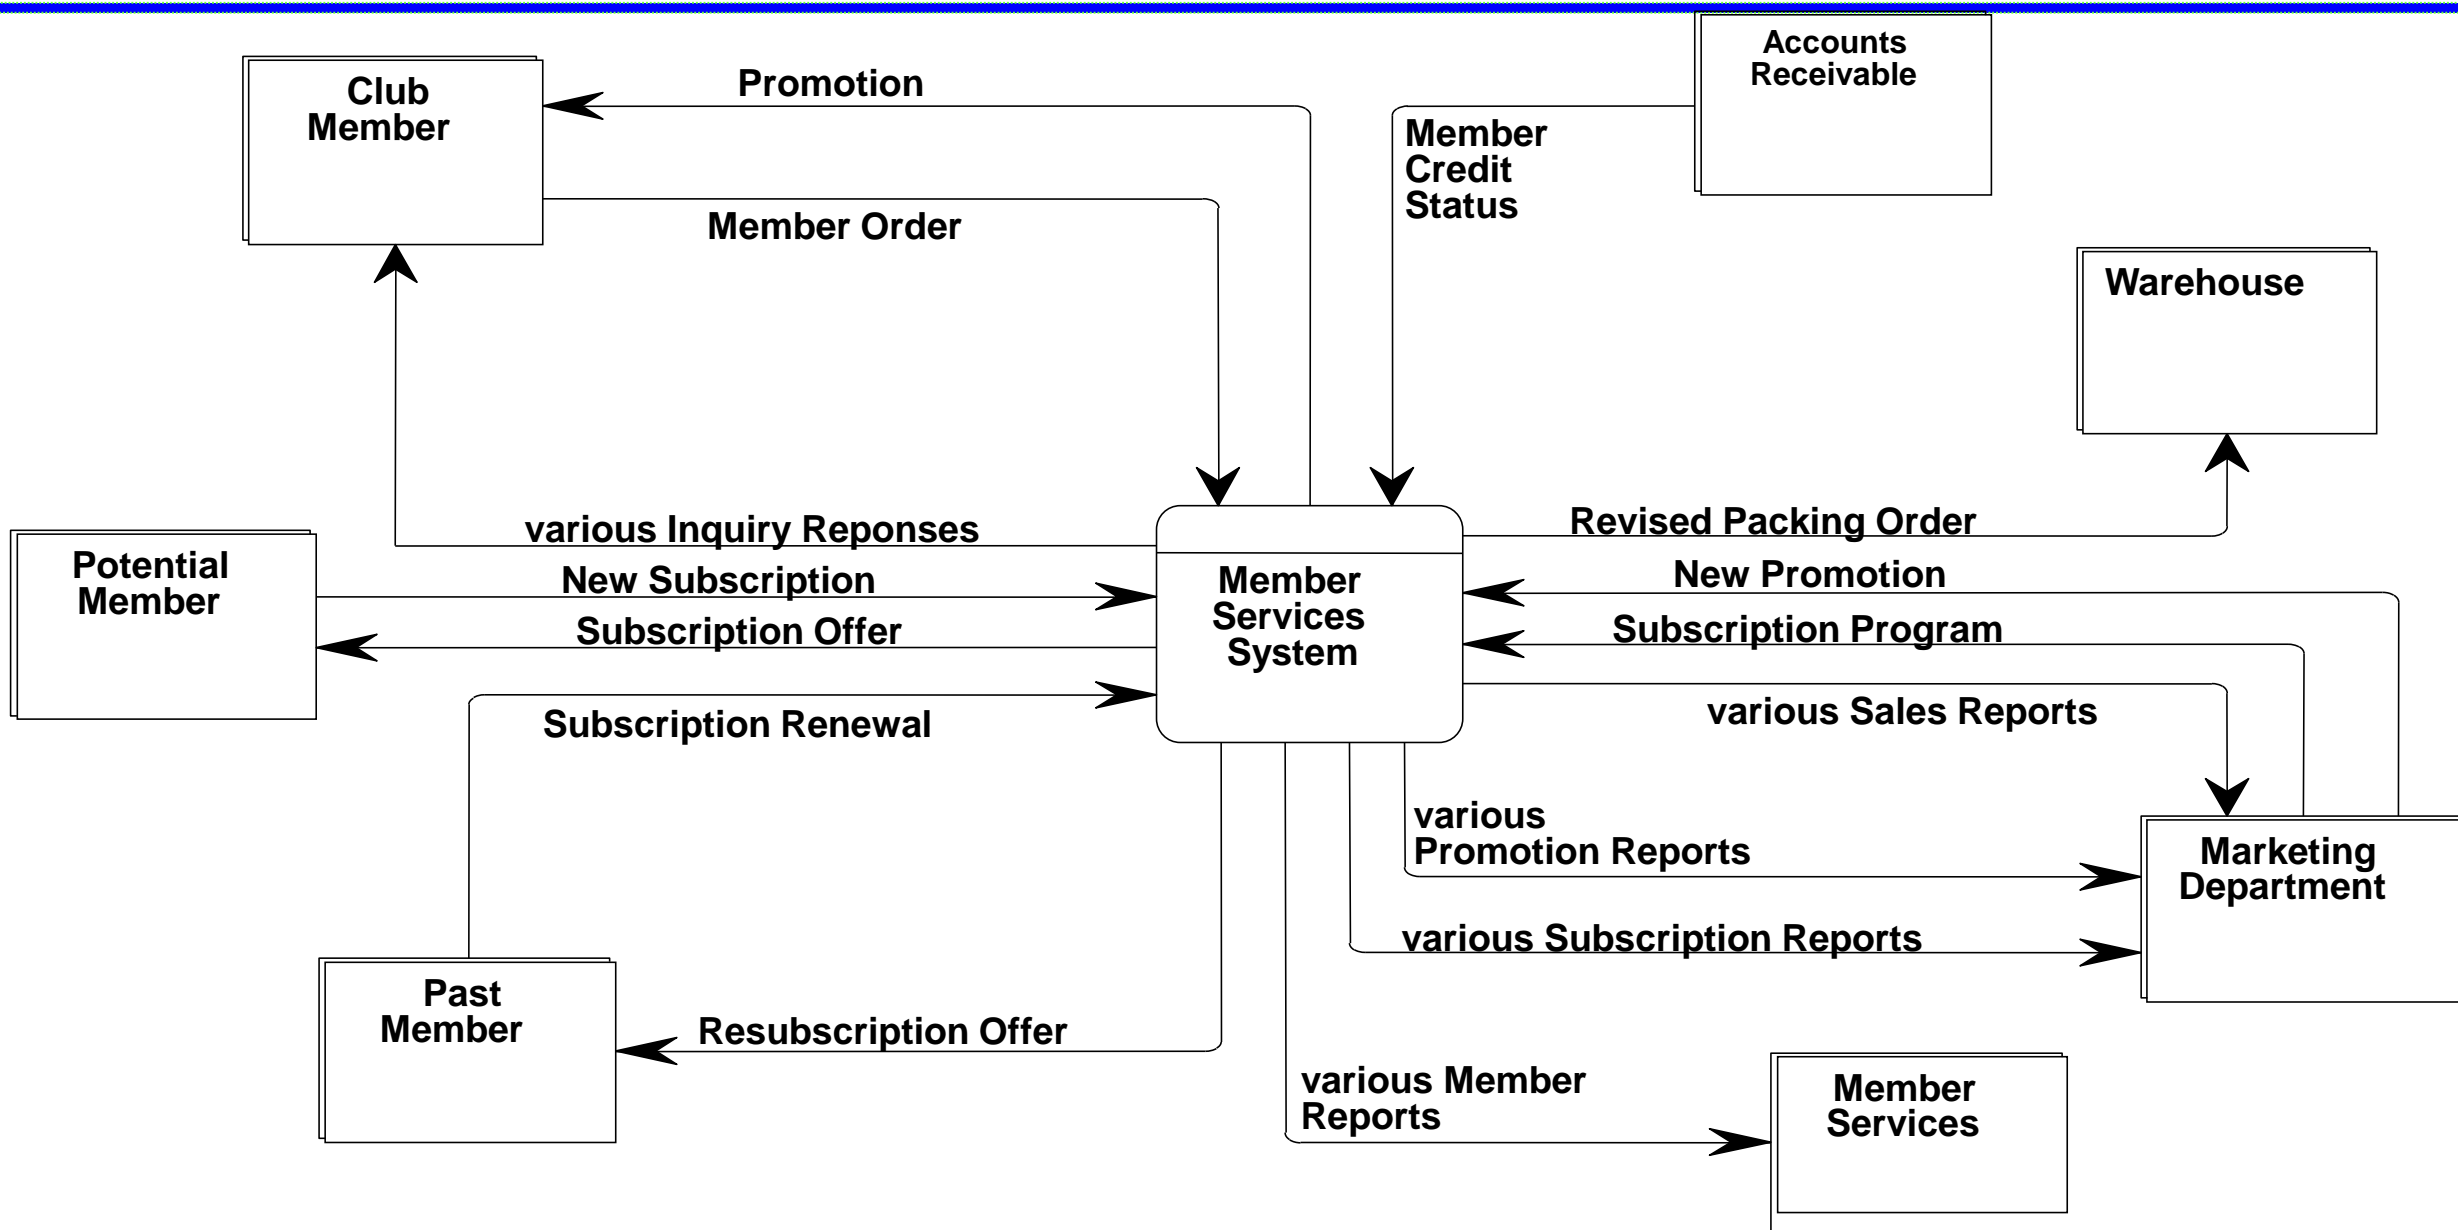 Accounts
Receivable
Club
Member
Promotion
Member
Credit
Status
Member Order
Warehouse
various Inquiry Reponses
Revised Packing Order
Potential
Member
New Subscription
New Promotion
Member
Services
System
Subscription Offer
Subscription Program
Subscription Renewal
various Sales Reports
various
Promotion Reports
Marketing
Department
various Subscription Reports
Past
Member
Resubscription Offer
various Member
Reports
Member
Services